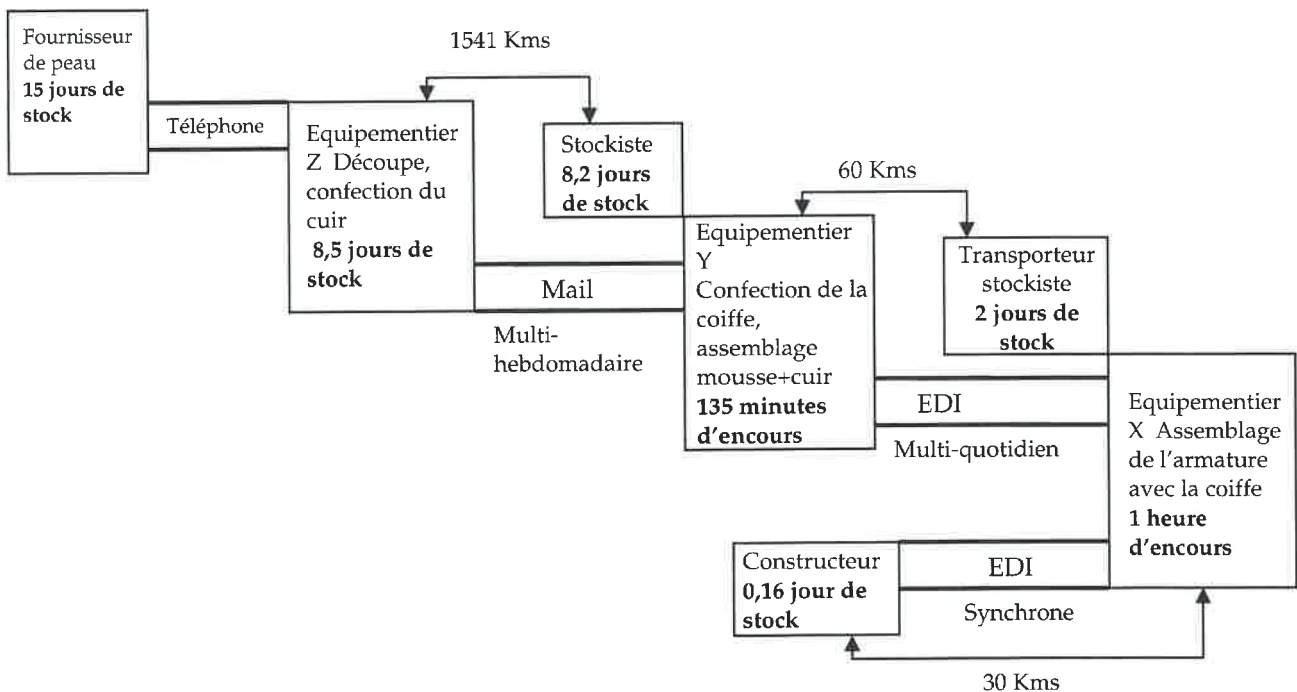 Fournisseur
de peau
15 jours de
stock
Téléphone
1541 Kms
Equipementier
Z Découpe,
confection du
cuir
8,5 jours de
stock
Stockiste
8,2 jours
de stock
Mail
Multi-
hebdomadaire
60 Kms
Equipementier
Y
Confection de la
coiffe,
assemblage
mousse+cuir
135 minutes
d'encours
Transporteur
stockiste
2 jours de
stock
EDI
Multi-quotidien
Equipementier
X Assemblage
de l'armature
avec la coiffe
1 heure
d'encours
Constructeur
0,16 jour de
stock
EDI
Synchrone
30 Kms